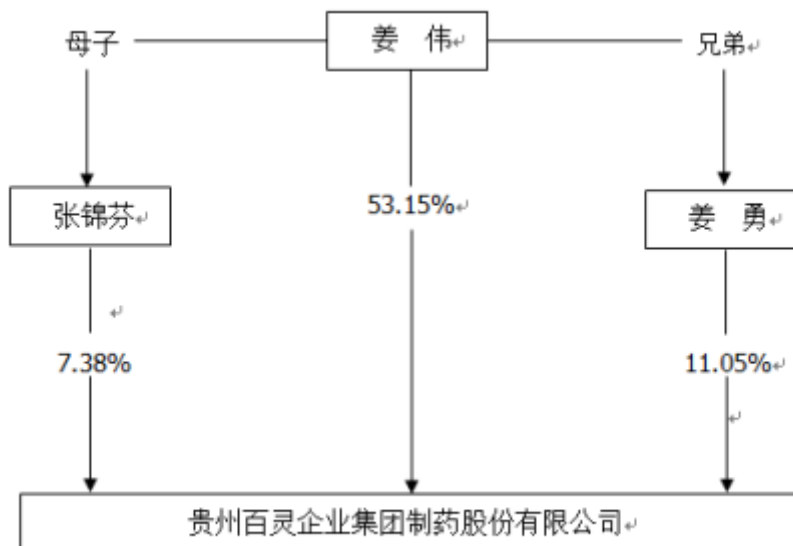 母子
姜 伟
兄弟
张锦芬
53.15%
姜 勇
7.38%
11.05%
贵州百灵企业集团制药股份有限公司